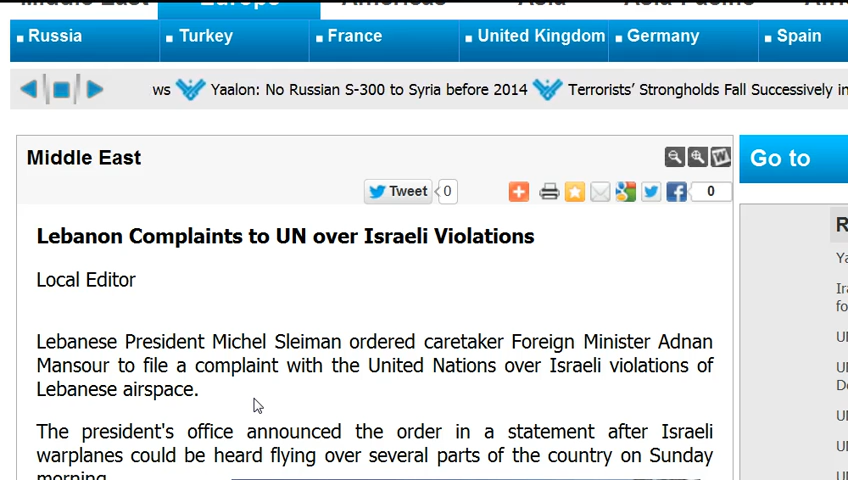 Europe
Russia
Turkey
France
United Kingdom
Germany
Spain
ws
Yaalon: No Russian S-300 to Syria before 2014
Terrorists’ Strongholds Fall Successively in
Middle East
W
Go to
Tweet
0
0
Lebanon Complaints to UN over Israeli Violations
Local Editor
Lebanese President Michel Sleiman ordered caretaker Foreign Minister Adnan
Mansour to file a complaint with the United Nations over Israeli violations of
Lebanese airspace.
The president's office announced the order in a statement after Israeli
warplanes could be heard flying over several parts of the country on Sunday
morning